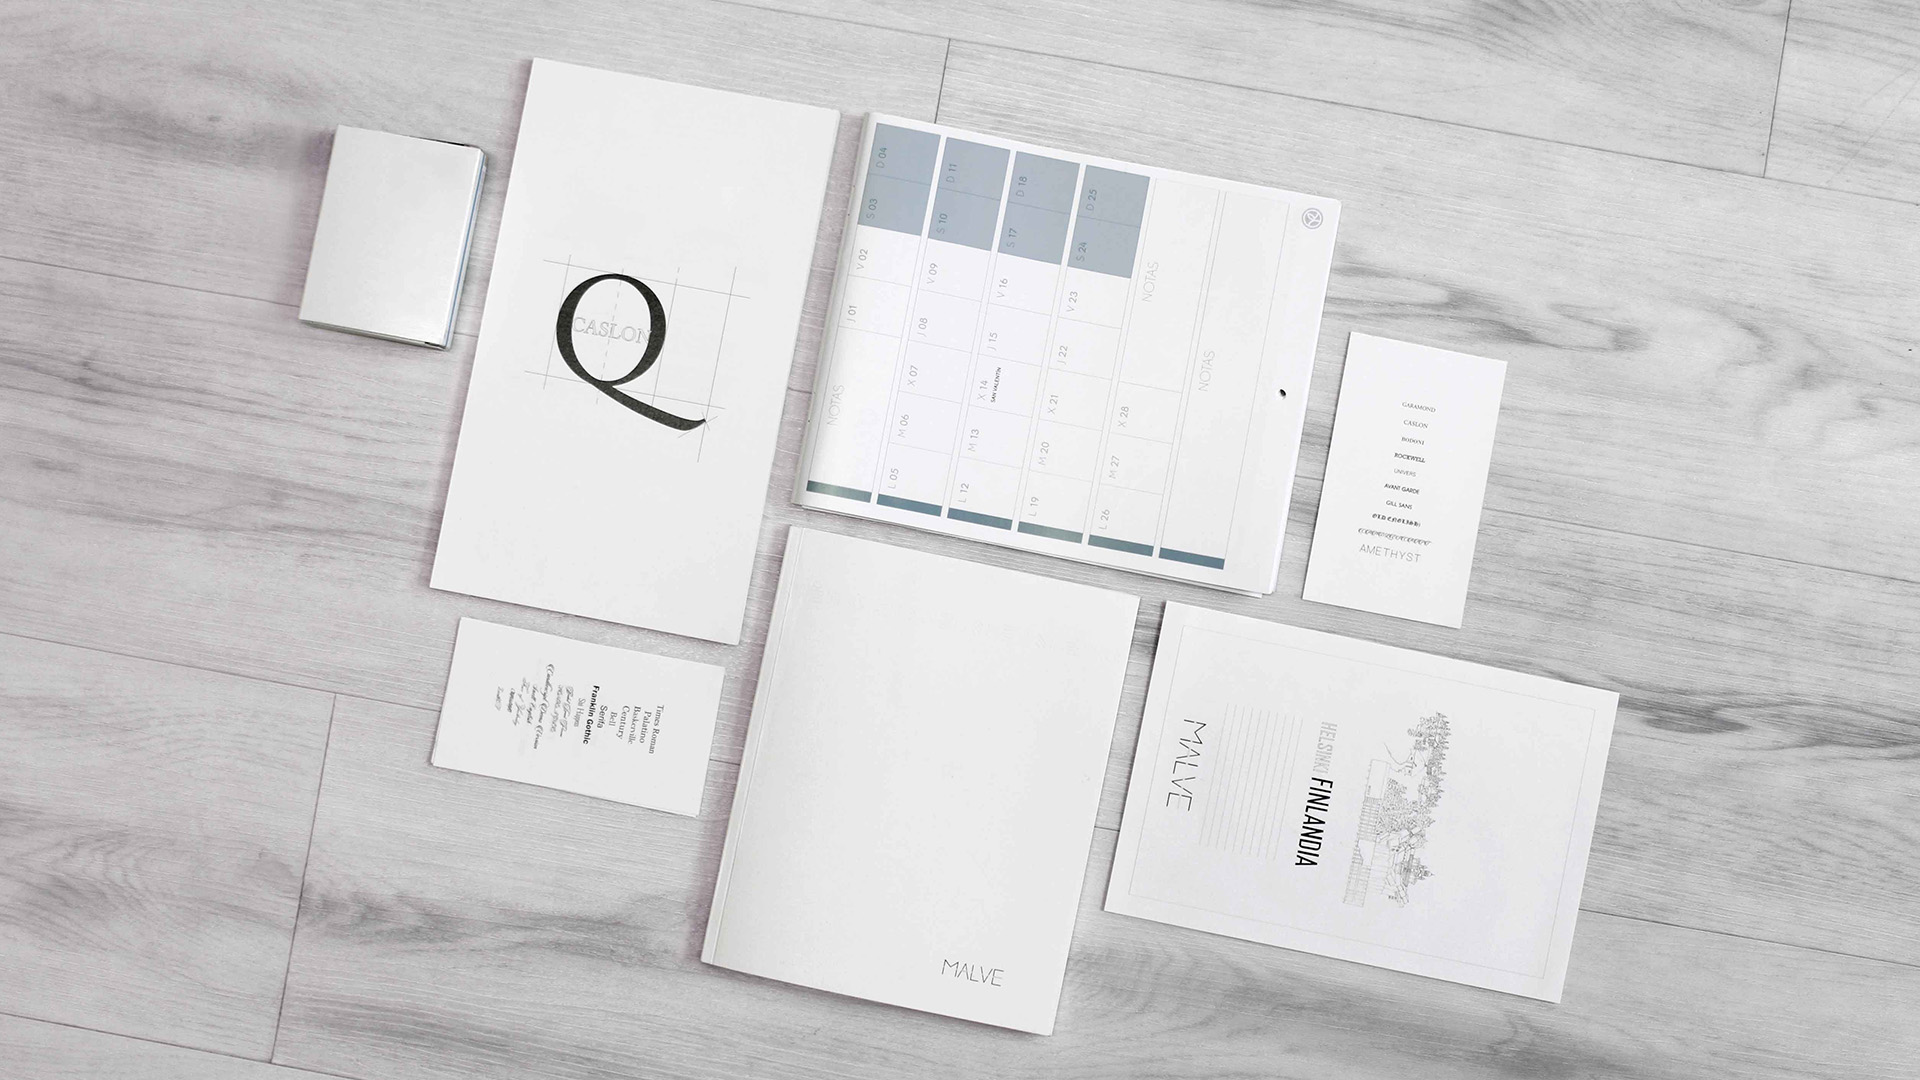 CASLON
D 04
S 03
V 02
J 01
NOTAS
D 11
S 10
V 09
J 08
X 07
M 06
L 05
D 18
S 17
V 16
J 15
X 14
SAN VALENTÍN
M 13
L 12
D 25
S 24
V 23
J 22
X 21
M 20
L 19
NOTAS
X 28
M 27
L 26
NOTAS
GARAMOND
CASLON
BODONI
ROCKWELL
UNIVERS
AVANT GARDE
GILL SANS
AMETHYST
Times Roman
Palatino
Baskerville
Century
Bell
Serifa
Franklin Gothic
MALVE
HELSINKI FINLANDIA
MALVE